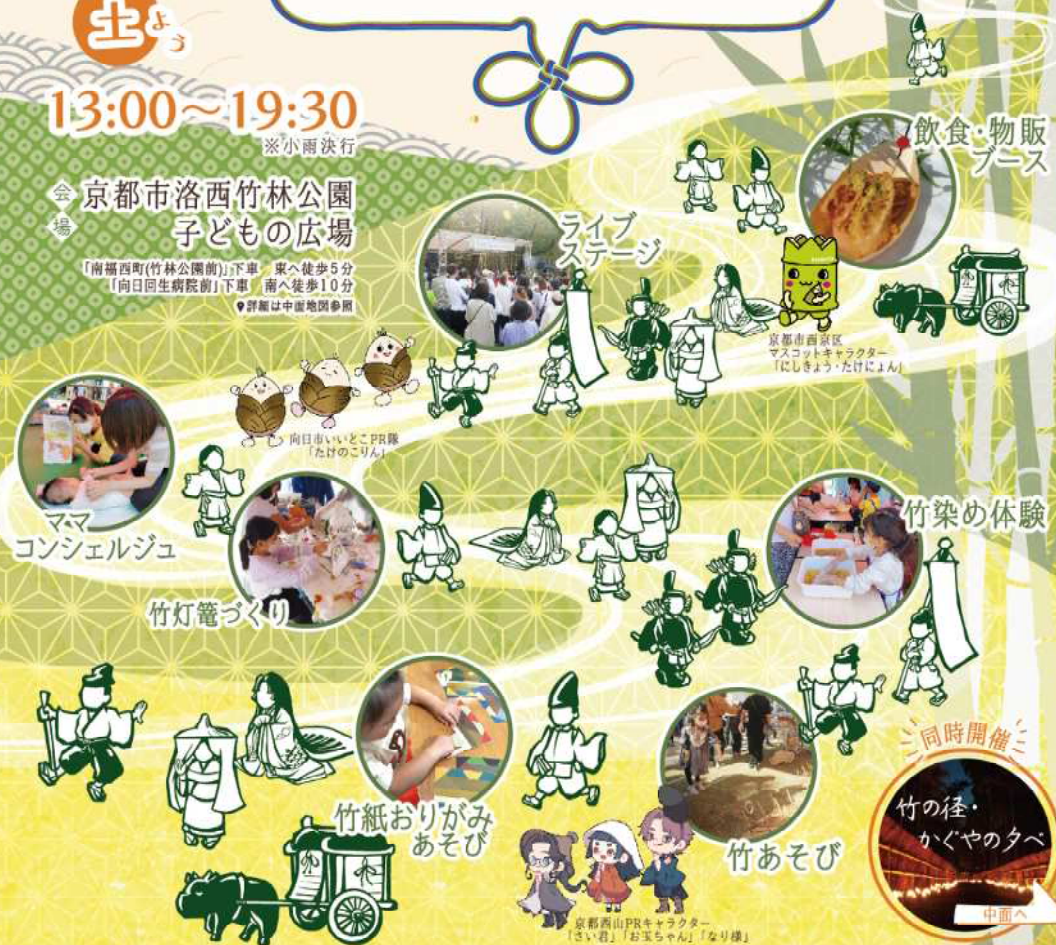 土よう
13:00～19:30
※小雨決行
会場
京都市洛西竹林公園
子どもの広場
「南福西町(竹林公園前)」下車　東へ徒歩5分
「向日回生病院前」下車　南へ徒歩10分
詳細は中面地図参照
飲食・物販
ブース
ライブ
ステージ
京都市西京区
マスコットキャラクター
「にしきょう・たけにょん」
向日市いいとこPR隊
「たけのこりん」
ママ
コンシェルジュ
竹灯篭づくり
竹染め体験
竹紙おりがみ
あそび
竹あそび
京都西山PRキャラクター
「さい君」「お玉ちゃん」「なり様」
同時開催
竹の径・
かぐやの夕べ
中面へ